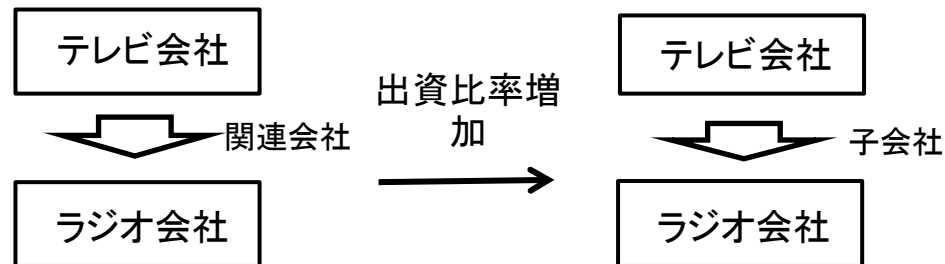 テレビ会社
関連会社
ラジオ会社
出資比率増
加
テレビ会社
子会社
ラジオ会社